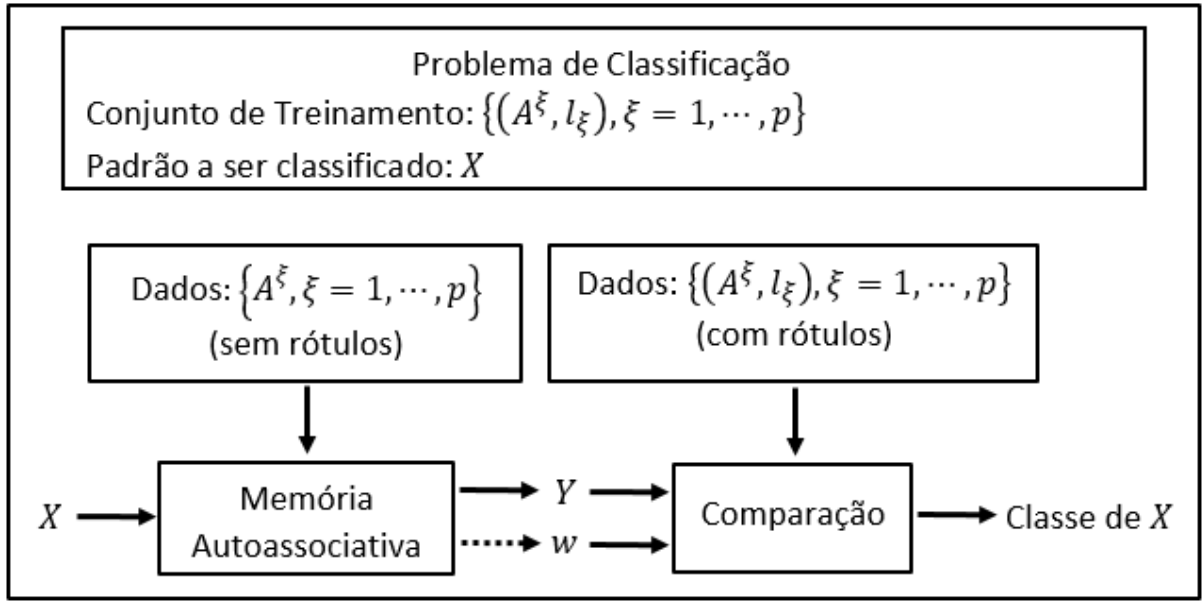 Problema de Classificação
Conjunto de Treinamento: {(A^ξ, l_ξ), ξ = 1, ⋯, p}
Padrão a ser classificado: X
Dados: {A^ξ, ξ = 1, ⋯, p}
(sem rótulos)
Dados: {(A^ξ, l_ξ), ξ = 1, ⋯, p}
(com rótulos)
X
Memória
Autoassociativa
Y
w
Comparação
Classe de X